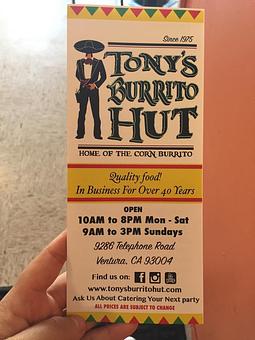 Since 1975
TONY'S
BURRITO
HUT
HOME OF THE CORN BURRITO
Quality food!
In Business For Over 40 Years
OPEN
10AM to 8PM Mon - Sat
9AM to 3PM Sundays
9286 Telephone Road
Ventura, CA 93004
Find us on:
www.tonysburritohut.com
Ask Us About Catering Your Next party
ALL PRICES ARE SUBJECT TO CHANGE